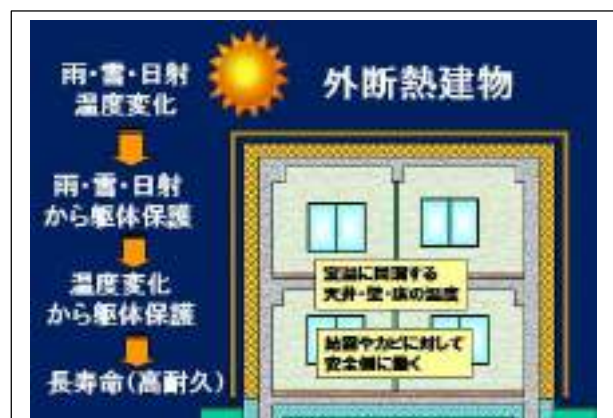 外断熱建物
雨・雪・日射
温度変化
雨・雪・日射
から躯体保護
温度変化
から躯体保護
長寿命(高耐久)
室温に間濶する
天井・壁・床の温度
結露やカビに対して
安全側に働く